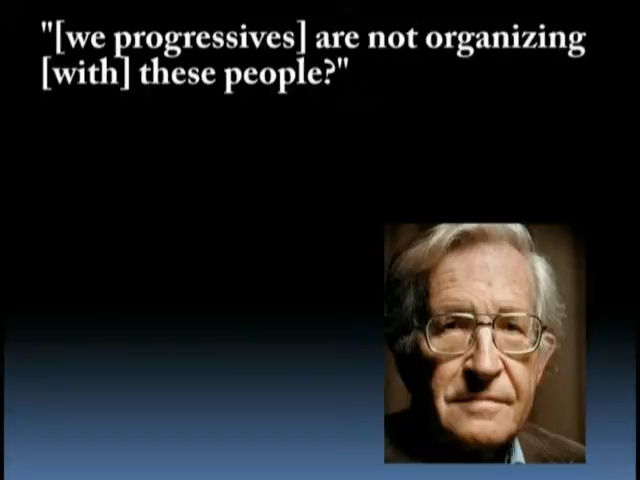 "[we progressives] are not organizing
[with] these people?"